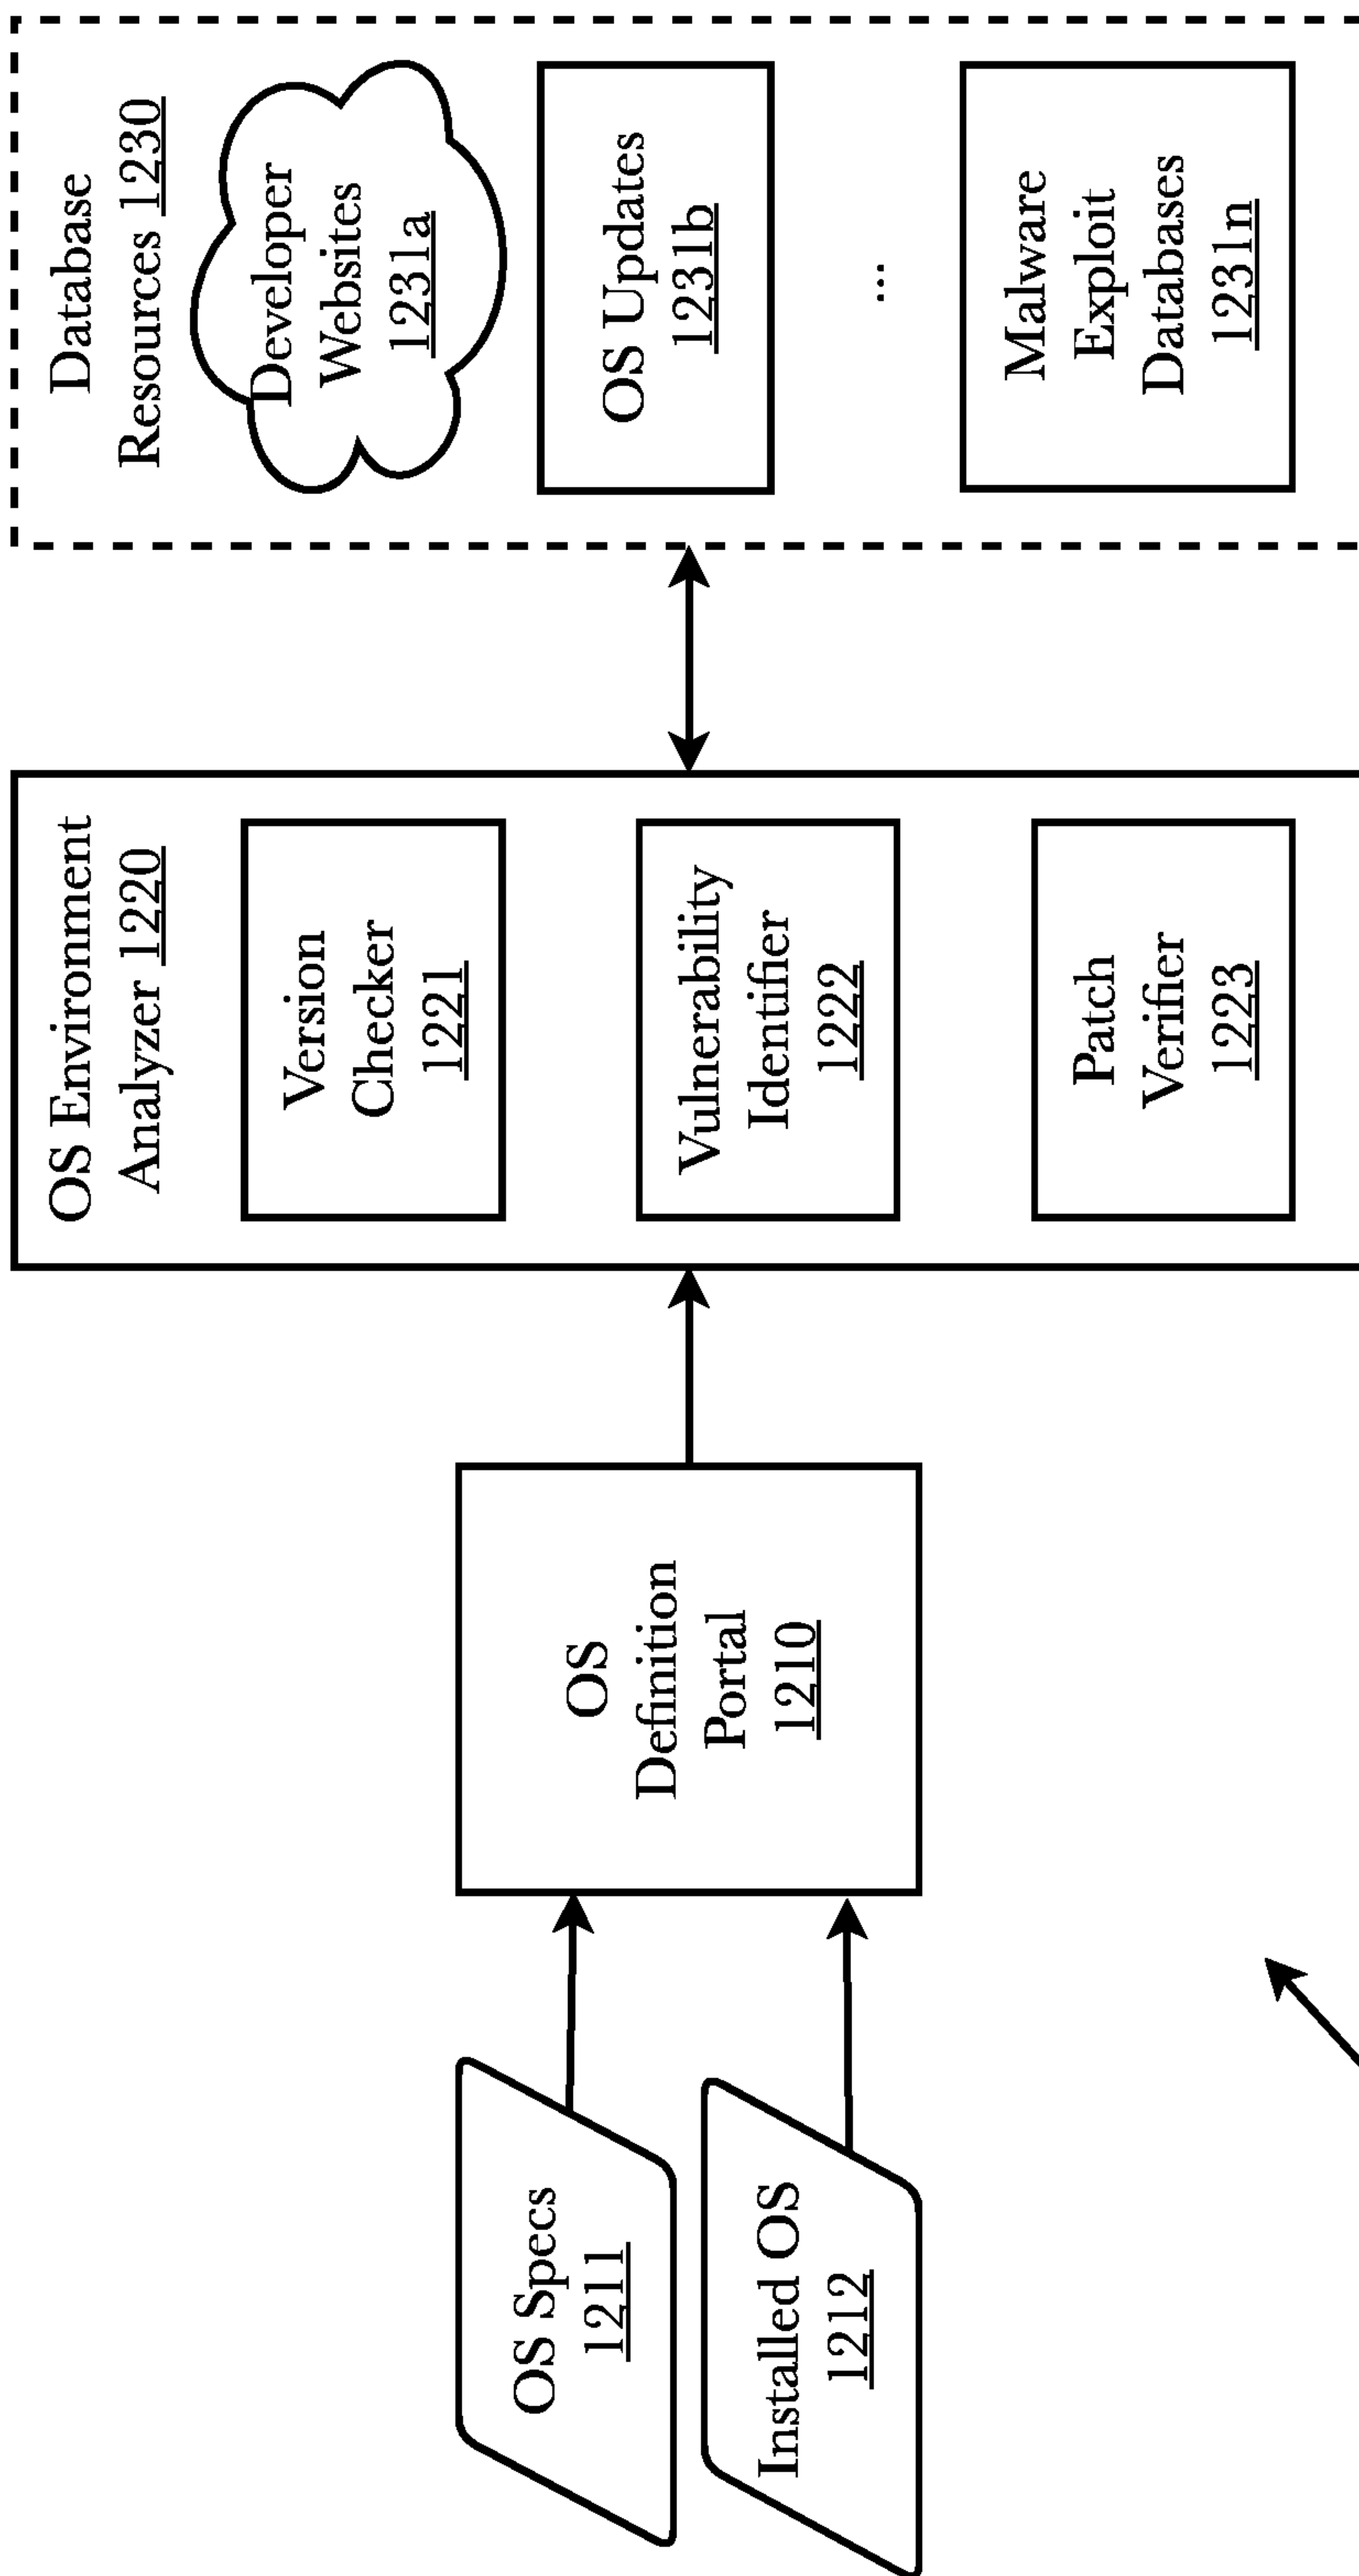 OS Specs
1211
Installed OS
1212
OS
Definition
Portal
1210
OS Environment
Analyzer 1220
Version
Checker
1221
Vulnerability
Identifier
1222
Patch
Verifier
1223
Database
Resources 1230
Developer
Websites
1231a
OS Updates
1231b
...
Malware
Exploit
Databases
1231n